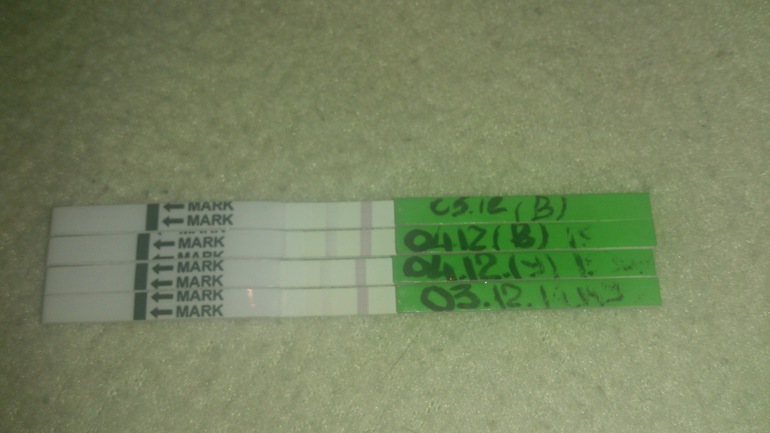 MARK
MARK 05.12(В)
MARK 04.12(В)
MARK
MARK 04.12.(У)
MARK
MARK 03.12.